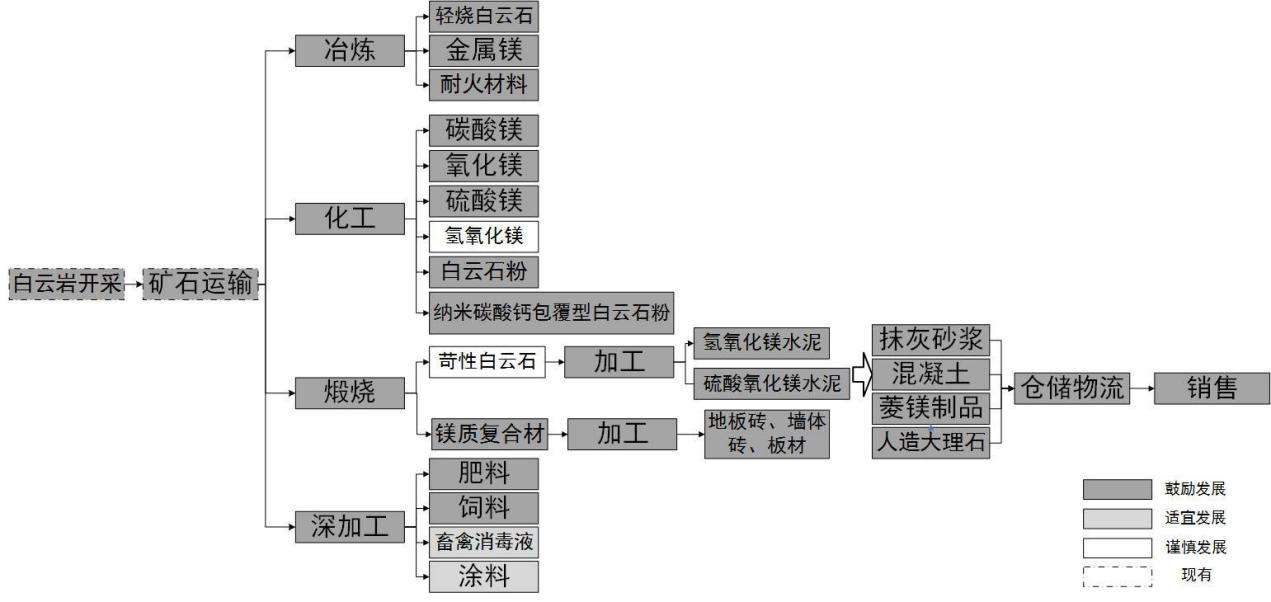 白云岩开采
矿石运输
冶炼
轻烧白云石
金属镁
耐火材料
化工
碳酸镁
氧化镁
硫酸镁
氢氧化镁
白云石粉
纳米碳酸钙包覆型白云石粉
煅烧
苛性白云石
加工
氢氧化镁水泥
硫酸氧化镁水泥
镁质复合材
加工
地板砖、墙体
砖、板材
抹灰砂浆
混凝土
菱镁制品
人造大理石
仓储物流
销售
深加工
肥料
饲料
畜禽消毒液
涂料
鼓励发展
适宜发展
谨慎发展
现有